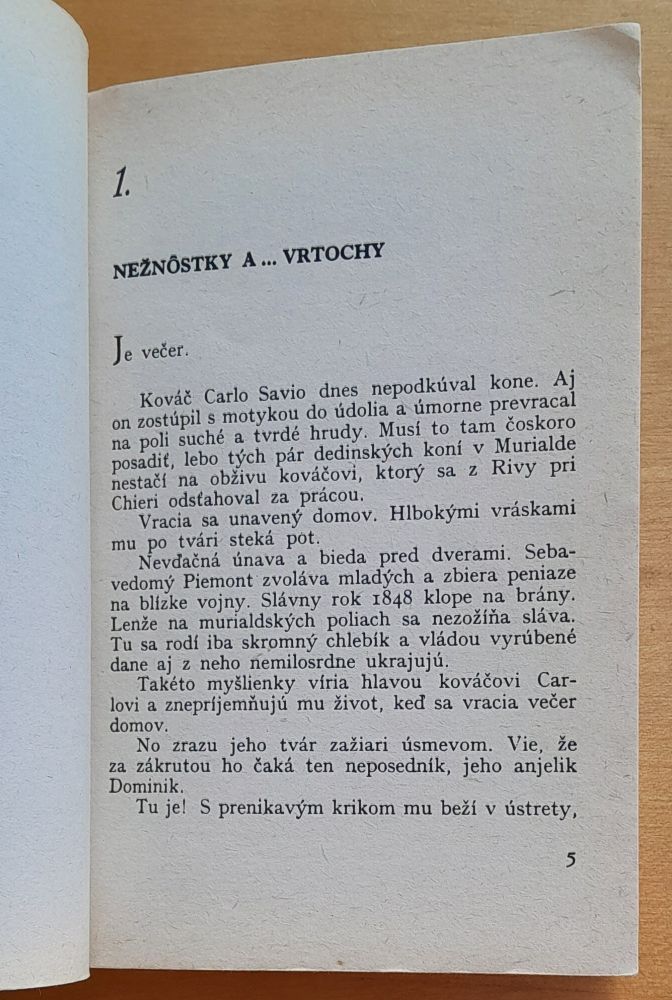 1.
NEŽNÔSTKY A ... VRTOCHY
Je večer.
Kováč Carlo Savio dnes nepodkúval kone. Aj
on zostúpil s motykou do údolia a úmorne prevracal
na poli suché a tvrdé hrudy. Musí to tam čoskoro
posadiť, lebo tých pár dedinských koní v Murialde
nestačí na obživu kováčovi, ktorý sa z Rivy pri
Chieri odsťahoval za prácou.
Vracia sa unavený domov. Hlbokými vráskami
mu po tvári steká pot.
Nevďačná únava a bieda pred dverami. Seba-
vedomý Piemont zvoláva mladých a zbiera peniaze
na blízke vojny. Slávny rok 1848 klope na brány.
Lenže na murialdských poliach sa nezožíňa sláva.
Tu sa rodí iba skromný chlebík a vládou vyrúbené
dane aj z neho nemilosrdne ukrajujú.
Takéto myšlienky víria hlavou kováčovi Car-
lovi a znepríjemňujú mu život, keď sa vracia večer
domov.
No zrazu jeho tvár zažiari úsmevom. Vie, že
za zákrutou ho čaká ten neposedník, jeho anjelik
Dominik.
Tu je! S prenikavým krikom mu beží v ústrety,
5